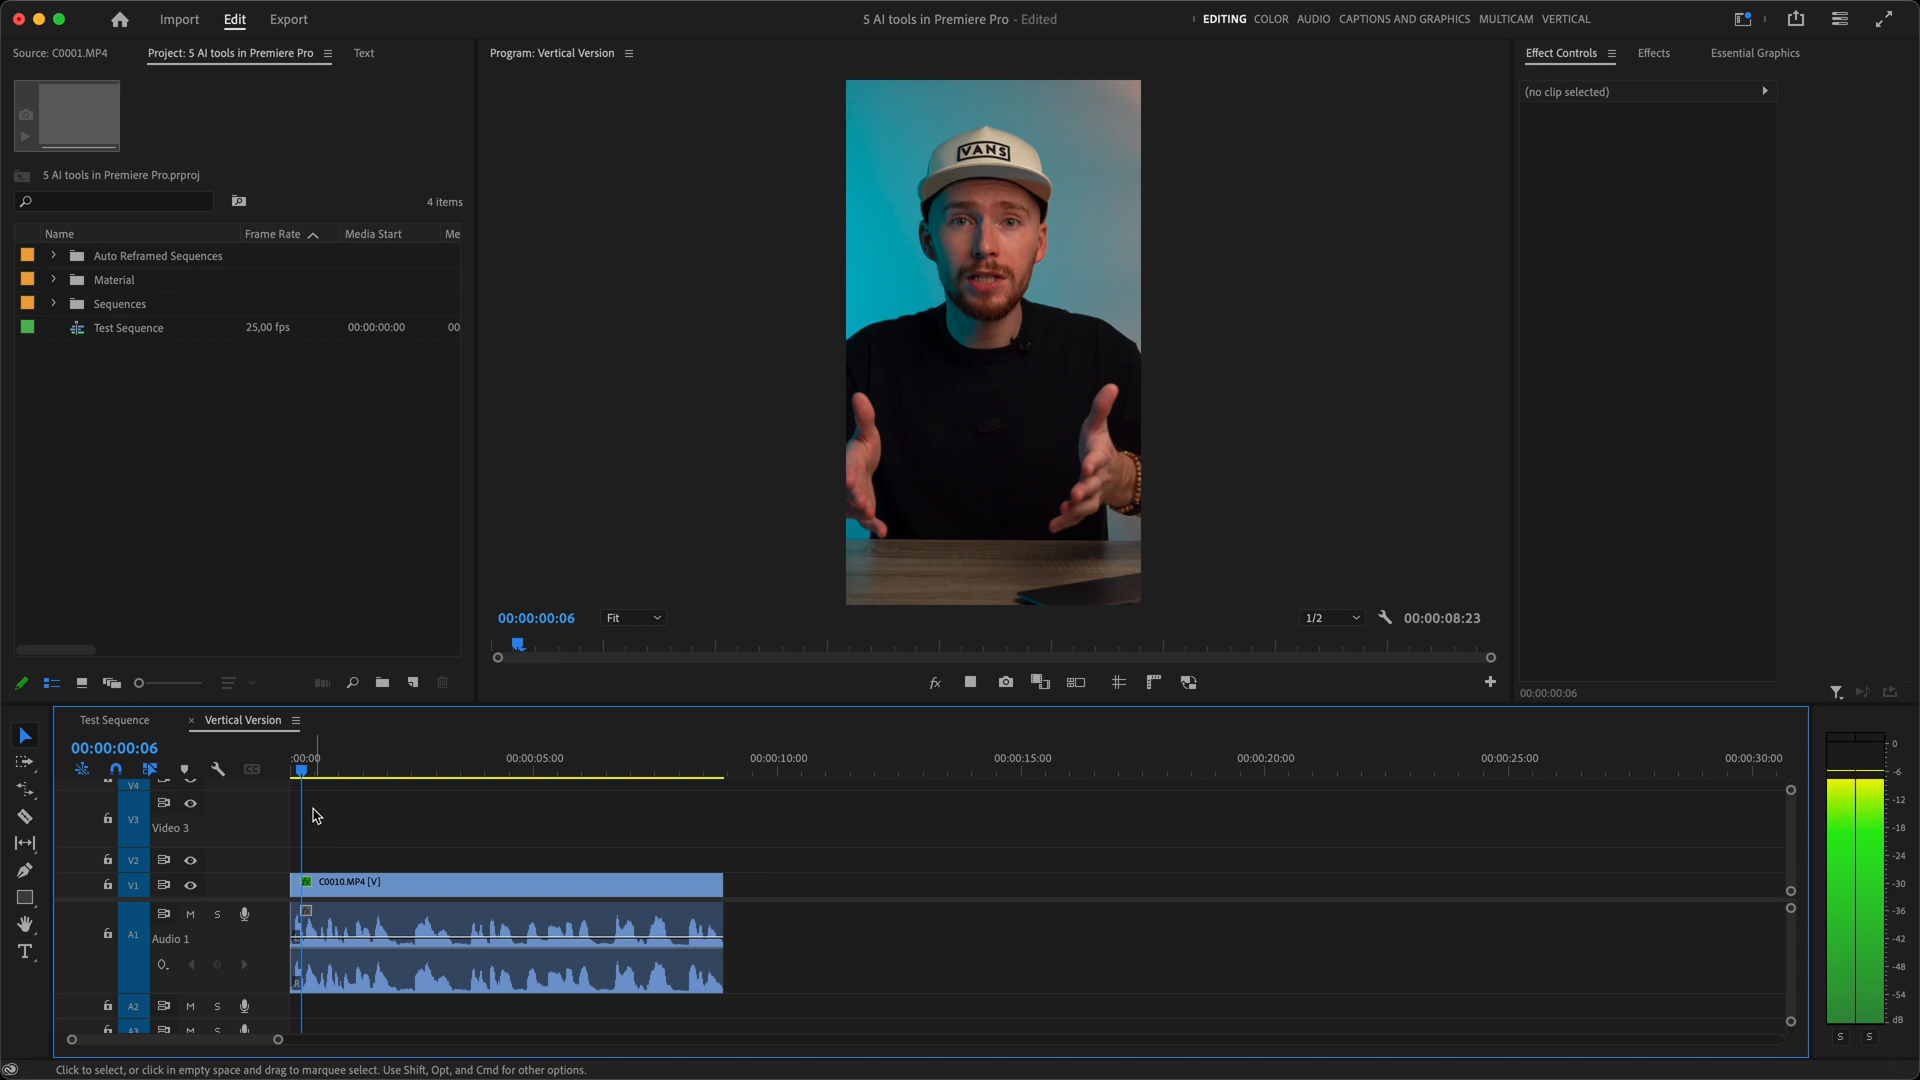 Import Edit Export
5 AI tools in Premiere Pro - Edited
EDITING COLOR AUDIO CAPTIONS AND GRAPHICS MULTICAM VERTICAL
Source: C0001.MP4 Project: 5 AI tools in Premiere Pro Text
5 AI tools in Premiere Pro.prproj
4 items
Name Frame Rate Media Start Me
Auto Reframed Sequences
Material
Sequences
Test Sequence 25,00 fps 00:00:00:00 00
Program: Vertical Version
VANS
00:00:00:06 Fit 1/2 00:00:08:23
fx
Effect Controls Effects Essential Graphics
(no clip selected)
00:00:00:06
Test Sequence × Vertical Version
00:00:00:06
:00:00 00:00:05:00 00:00:10:00 00:00:15:00 00:00:20:00 00:00:25:00 00:00:30:00
V4
V3
Video 3
V2
V1 fx C0010.MP4 [V]
A1 M S
Audio 1
R
A2 M S
A3 M S
0
-6
-12
-18
-24
-30
-36
-42
-48
-54
dB
S S
Click to select, or click in empty space and drag to marquee select. Use Shift, Opt, and Cmd for other options.